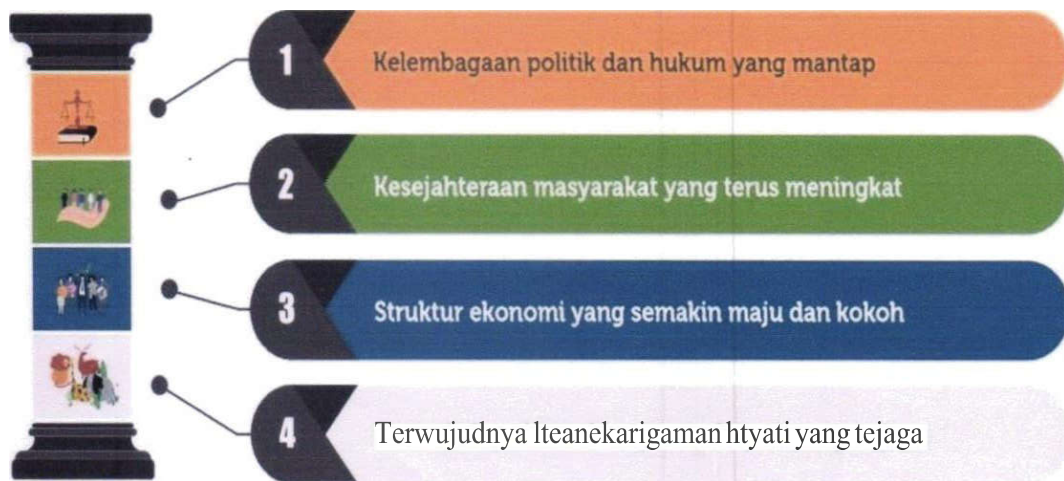 1
Kelembagaan politik dan hukum yang mantap
2
Kesejahteraan masyarakat yang terus meningkat
3
Struktur ekonomi yang semakin maju dan kokoh
4
Terwujudnya lteanekarigaman htyati yang tejaga